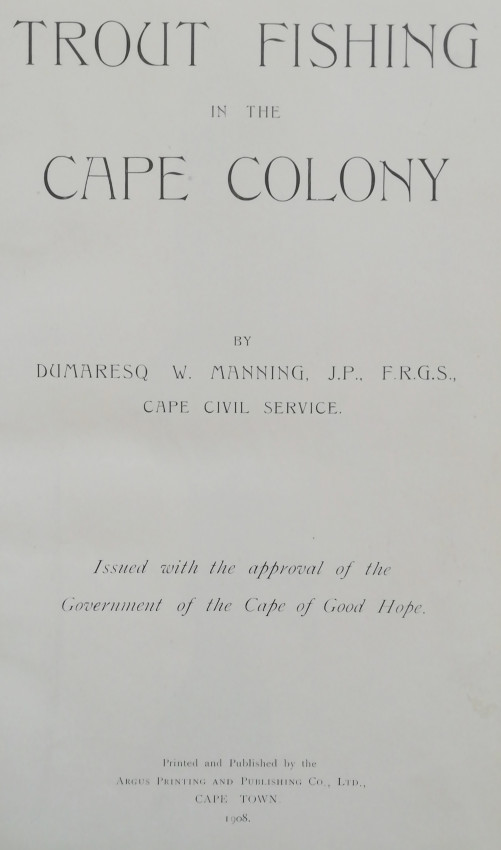 TROUT FISHING
IN THE
CAPE COLONY
BY
DUMARESQ W. MANNING, J.P., F.R.G.S.,
CAPE CIVIL SERVICE.
Issued with the approval of the
Government of the Cape of Good Hope.
Printed and Published by the
ARGUS PRINTING AND PUBLISHING CO., LTD.,
CAPE TOWN.
1908.